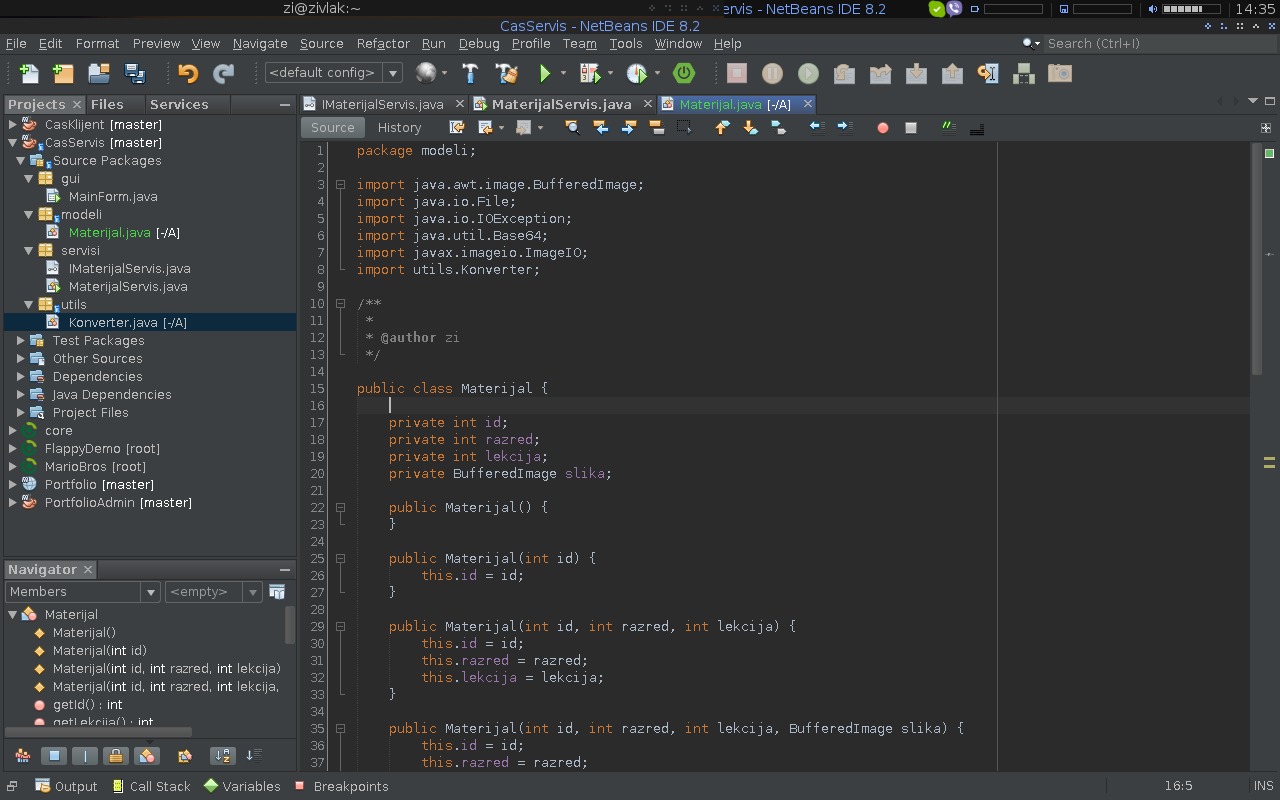 zi@zivlak:~
ervis - NetBeans IDE 8.2
14:35
CasServis - NetBeans IDE 8.2
File Edit Format Preview View Navigate Source Refactor Run Debug Profile Team Tools Window Help
Search (Ctrl+I)
<default config>
Projects Files Services
IMaterijalServis.java MaterijalServis.java Materijal.java [-/A]
Source History
CasKlijent [master]
CasServis [master]
Source Packages
gui
MainForm.java
modeli
Materijal.java [-/A]
servisi
IMaterijalServis.java
MaterijalServis.java
utils
Konverter.java [-/A]
Test Packages
Other Sources
Dependencies
Java Dependencies
Project Files
core
FlappyDemo [root]
MarioBros [root]
Portfolio [master]
PortfolioAdmin [master]
Navigator
Members <empty>
Materijal
Materijal()
Materijal(int id)
Materijal(int id, int razred, int lekcija)
Materijal(int id, int razred, int lekcija,
getId() : int
getLekcija() : int
1 package modeli;
2
3 import java.awt.image.BufferedImage;
4 import java.io.File;
5 import java.io.IOException;
6 import java.util.Base64;
7 import javax.imageio.ImageIO;
8 import utils.Konverter;
9
10 /**
11 *
12 * @author zi
13 */
14
15 public class Materijal {
16
17 private int id;
18 private int razred;
19 private int lekcija;
20 private BufferedImage slika;
21
22 public Materijal() {
23 }
24
25 public Materijal(int id) {
26 this.id = id;
27 }
28
29 public Materijal(int id, int razred, int lekcija) {
30 this.id = id;
31 this.razred = razred;
32 this.lekcija = lekcija;
33 }
34
35 public Materijal(int id, int razred, int lekcija, BufferedImage slika) {
36 this.id = id;
37 this.razred = razred;
Output Call Stack Variables Breakpoints
16:5 INS